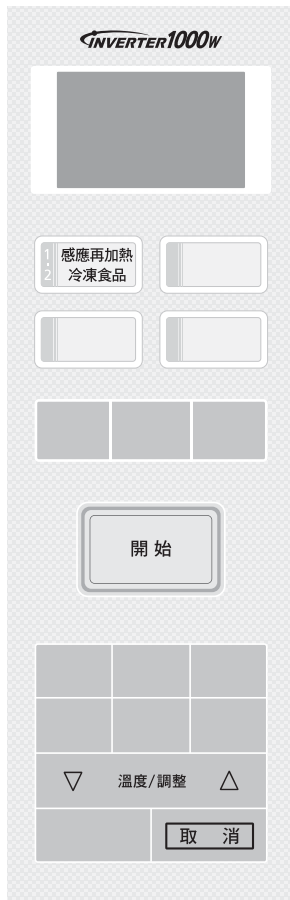 INVERTER1000W
1・2 感應再加熱
冷凍食品
開始
▽ 溫度/調整 △
取 消